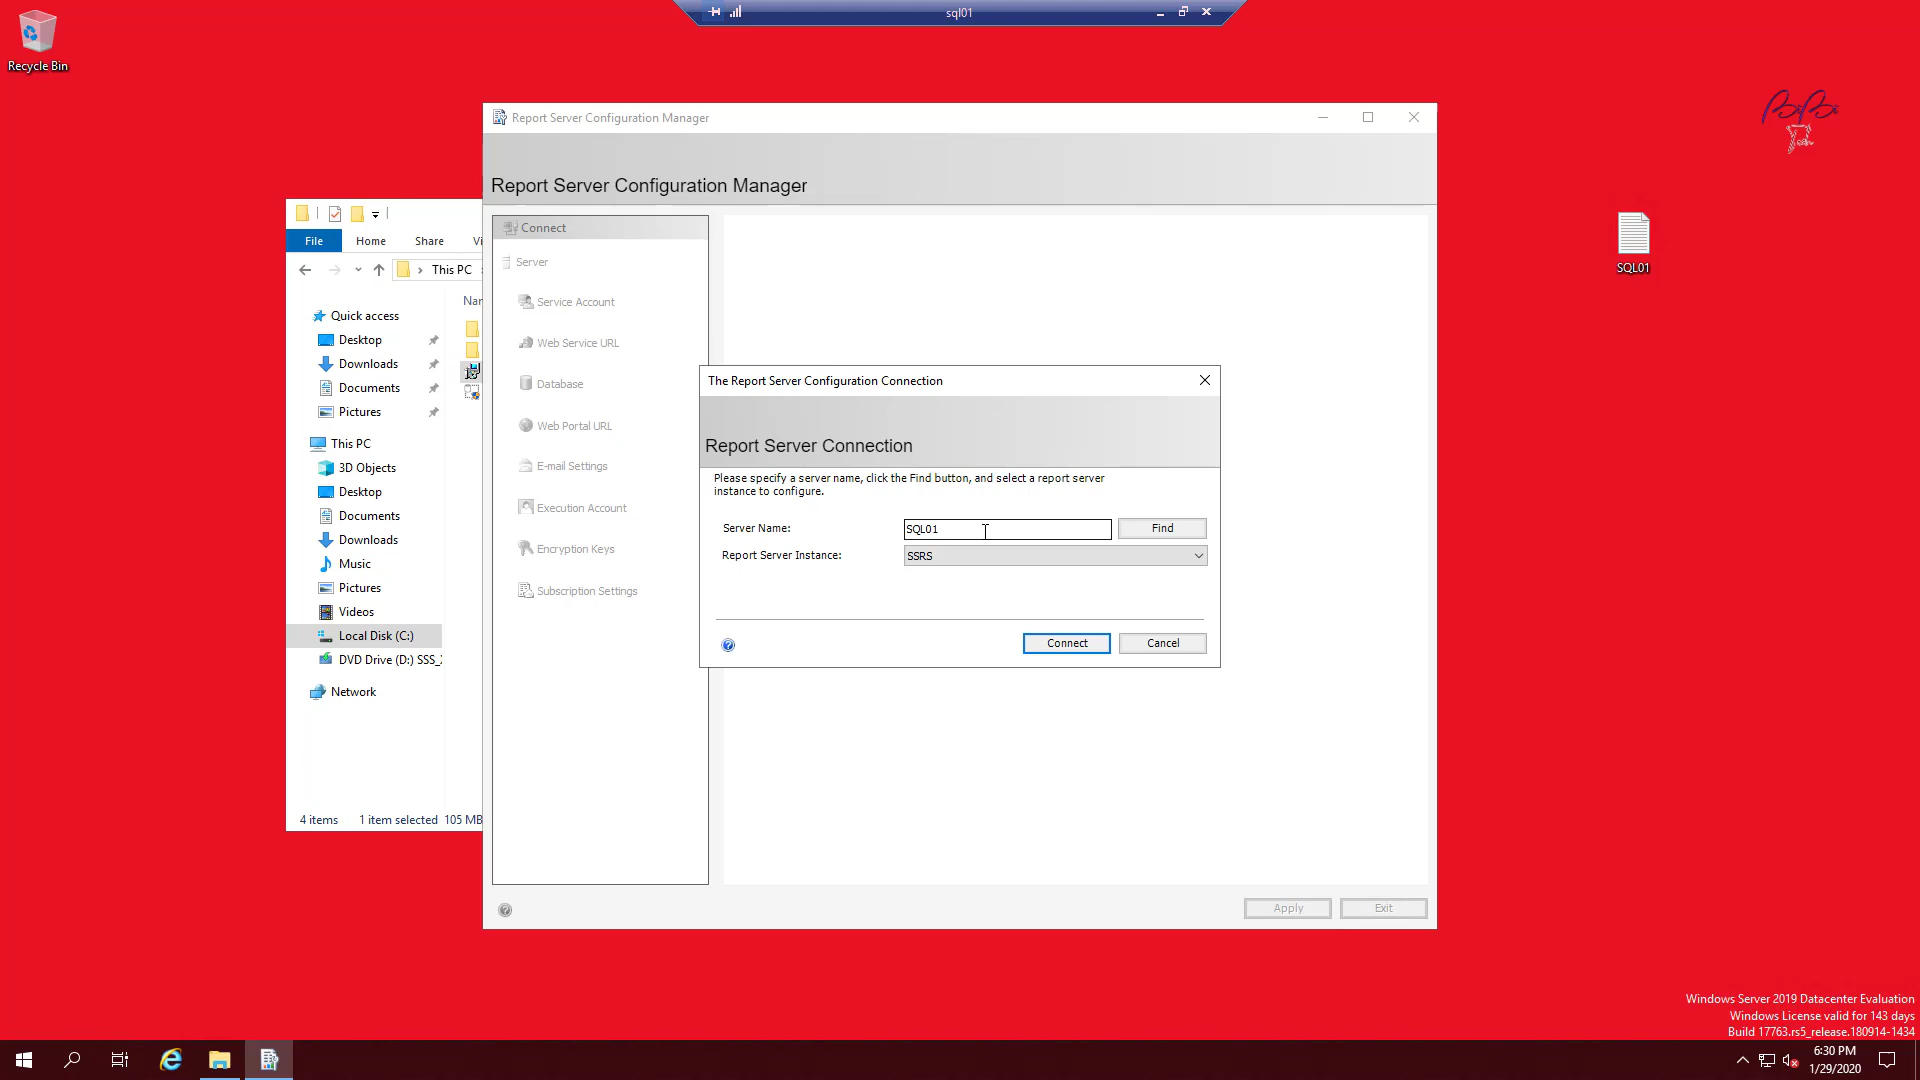 sql01
Recycle Bin
Report Server Configuration Manager
Report Server Configuration Manager
Connect
Server
Service Account
Web Service URL
Database
Web Portal URL
E-mail Settings
Execution Account
Encryption Keys
Subscription Settings
File
Home
Share
Vi
This PC
Nar
Quick access
Desktop
Downloads
Documents
Pictures
This PC
3D Objects
Desktop
Documents
Downloads
Music
Pictures
Videos
Local Disk (C:)
DVD Drive (D:) SSS_X
Network
4 items
1 item selected
105 MB
The Report Server Configuration Connection
Report Server Connection
Please specify a server name, click the Find button, and select a report server
instance to configure.
Server Name:
SQL01
Find
Report Server Instance:
SSRS
Connect
Cancel
Apply
Exit
SQL01
Windows Server 2019 Datacenter Evaluation
Windows License valid for 143 days
Build 17763.rs5_release.180914-1434
6:30 PM
1/29/2020